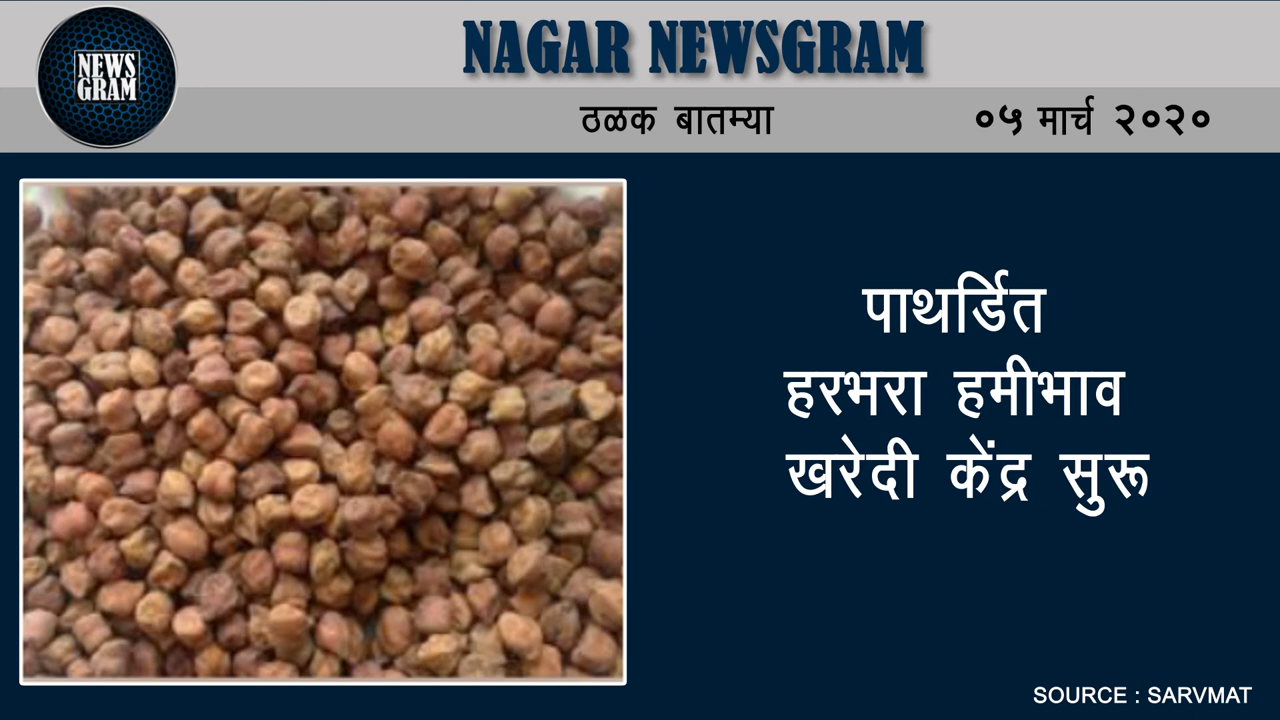 NEWS
GRAM
NAGAR NEWSGRAM
ठळक बातम्या
०५ मार्च २०२०
पाथर्डित
हरभरा हमीभाव
खरेदी केंद्र सुरू
SOURCE : SARVMAT